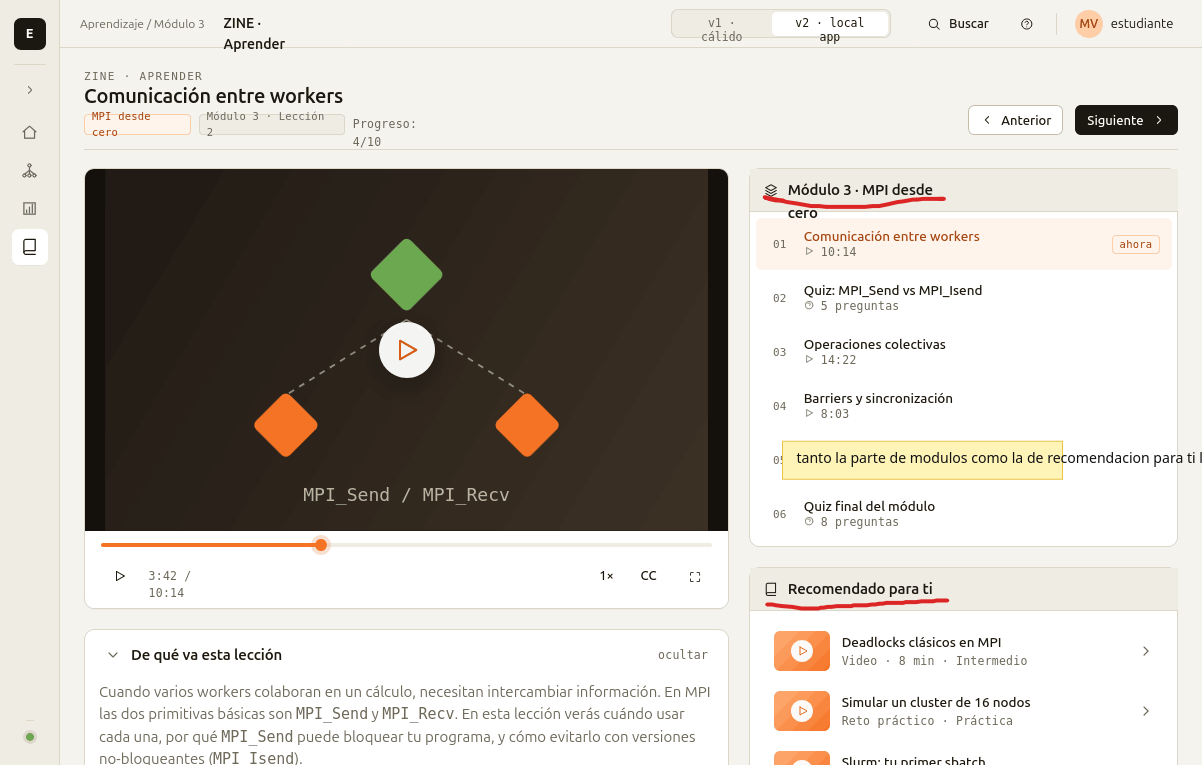 E
Aprendizaje / Módulo 3
ZINE ·
Aprender
v1 ·
cálido
v2 · local
app
Buscar
MV
estudiante
ZINE · APRENDER
Comunicación entre workers
MPI desde
cero
Módulo 3 · Lección
2
Progreso:
4/10
Anterior
Siguiente
MPI_Send / MPI_Recv
3:42 /
10:14
1×
CC
De qué va esta lección
ocultar
Cuando varios workers colaboran en un cálculo, necesitan intercambiar información. En MPI
las dos primitivas básicas son MPI_Send y MPI_Recv. En esta lección verás cuándo usar
cada una, por qué MPI_Send puede bloquear tu programa, y cómo evitarlo con versiones
no-bloqueantes (MPI_Isend).
Módulo 3 · MPI desde
cero
01
Comunicación entre workers
10:14
ahora
02
Quiz: MPI_Send vs MPI_Isend
5 preguntas
03
Operaciones colectivas
14:22
04
Barriers y sincronización
8:03
05
tanto la parte de modulos como la de recomendacion para ti
06
Quiz final del módulo
8 preguntas
Recomendado para ti
Deadlocks clásicos en MPI
Video · 8 min · Intermedio
Simular un cluster de 16 nodos
Reto práctico · Práctica
Slurm: tu primer sbatch